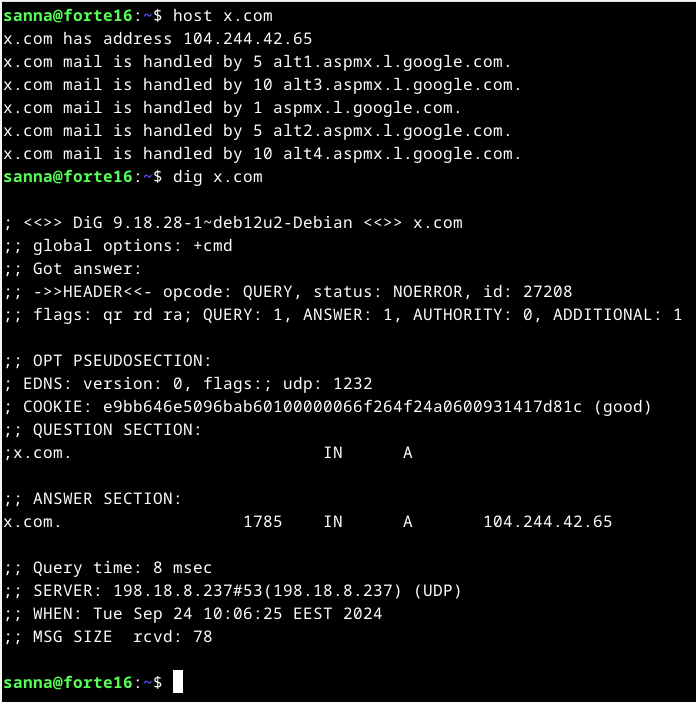 sanna@forte16:~$ host x.com
x.com has address 104.244.42.65
x.com mail is handled by 5 alt1.aspmx.l.google.com.
x.com mail is handled by 10 alt3.aspmx.l.google.com.
x.com mail is handled by 1 aspmx.l.google.com.
x.com mail is handled by 5 alt2.aspmx.l.google.com.
x.com mail is handled by 10 alt4.aspmx.l.google.com.
sanna@forte16:~$ dig x.com

; <<>> DiG 9.18.28-1~deb12u2-Debian <<>> x.com
;; global options: +cmd
;; Got answer:
;; ->>HEADER<<- opcode: QUERY, status: NOERROR, id: 27208
;; flags: qr rd ra; QUERY: 1, ANSWER: 1, AUTHORITY: 0, ADDITIONAL: 1

;; OPT PSEUDOSECTION:
; EDNS: version: 0, flags:; udp: 1232
; COOKIE: e9bb646e5096bab60100000066f264f24a0600931417d81c (good)
;; QUESTION SECTION:
;x.com.				IN	A

;; ANSWER SECTION:
x.com.			1785	IN	A	104.244.42.65

;; Query time: 8 msec
;; SERVER: 198.18.8.237#53(198.18.8.237) (UDP)
;; WHEN: Tue Sep 24 10:06:25 EEST 2024
;; MSG SIZE  rcvd: 78

sanna@forte16:~$